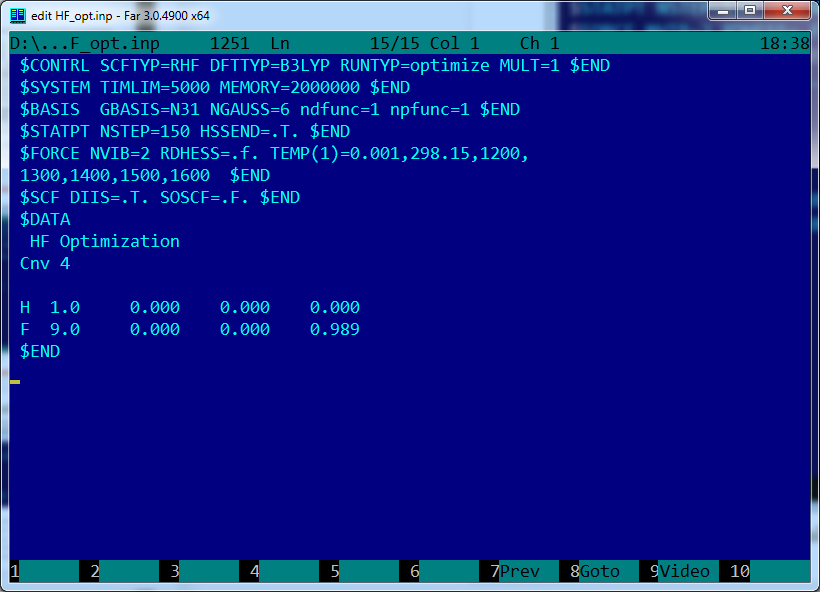 edit HF_opt.inp - Far 3.0.4900 x64
D:\...F_opt.inp 1251 Ln 15/15 Col 1 Ch 1 18:38
$CONTRL SCFTYP=RHF DFTTYP=B3LYP RUNTYP=optimize MULT=1 $END
$SYSTEM TIMLIM=5000 MEMORY=2000000 $END
$BASIS  GBASIS=N31 NGAUSS=6 ndfunc=1 npfunc=1 $END
$STATPT NSTEP=150 HSSEND=.T. $END
$FORCE NVIB=2 RDHESS=.f. TEMP(1)=0.001,298.15,1200,
1300,1400,1500,1600  $END
$SCF DIIS=.T. SOSCF=.F. $END
$DATA
HF Optimization
Cnv 4
H  1.0     0.000    0.000    0.000
F  9.0     0.000    0.000    0.989
$END
1 2 3 4 5 6 7Prev 8Goto 9Video 10